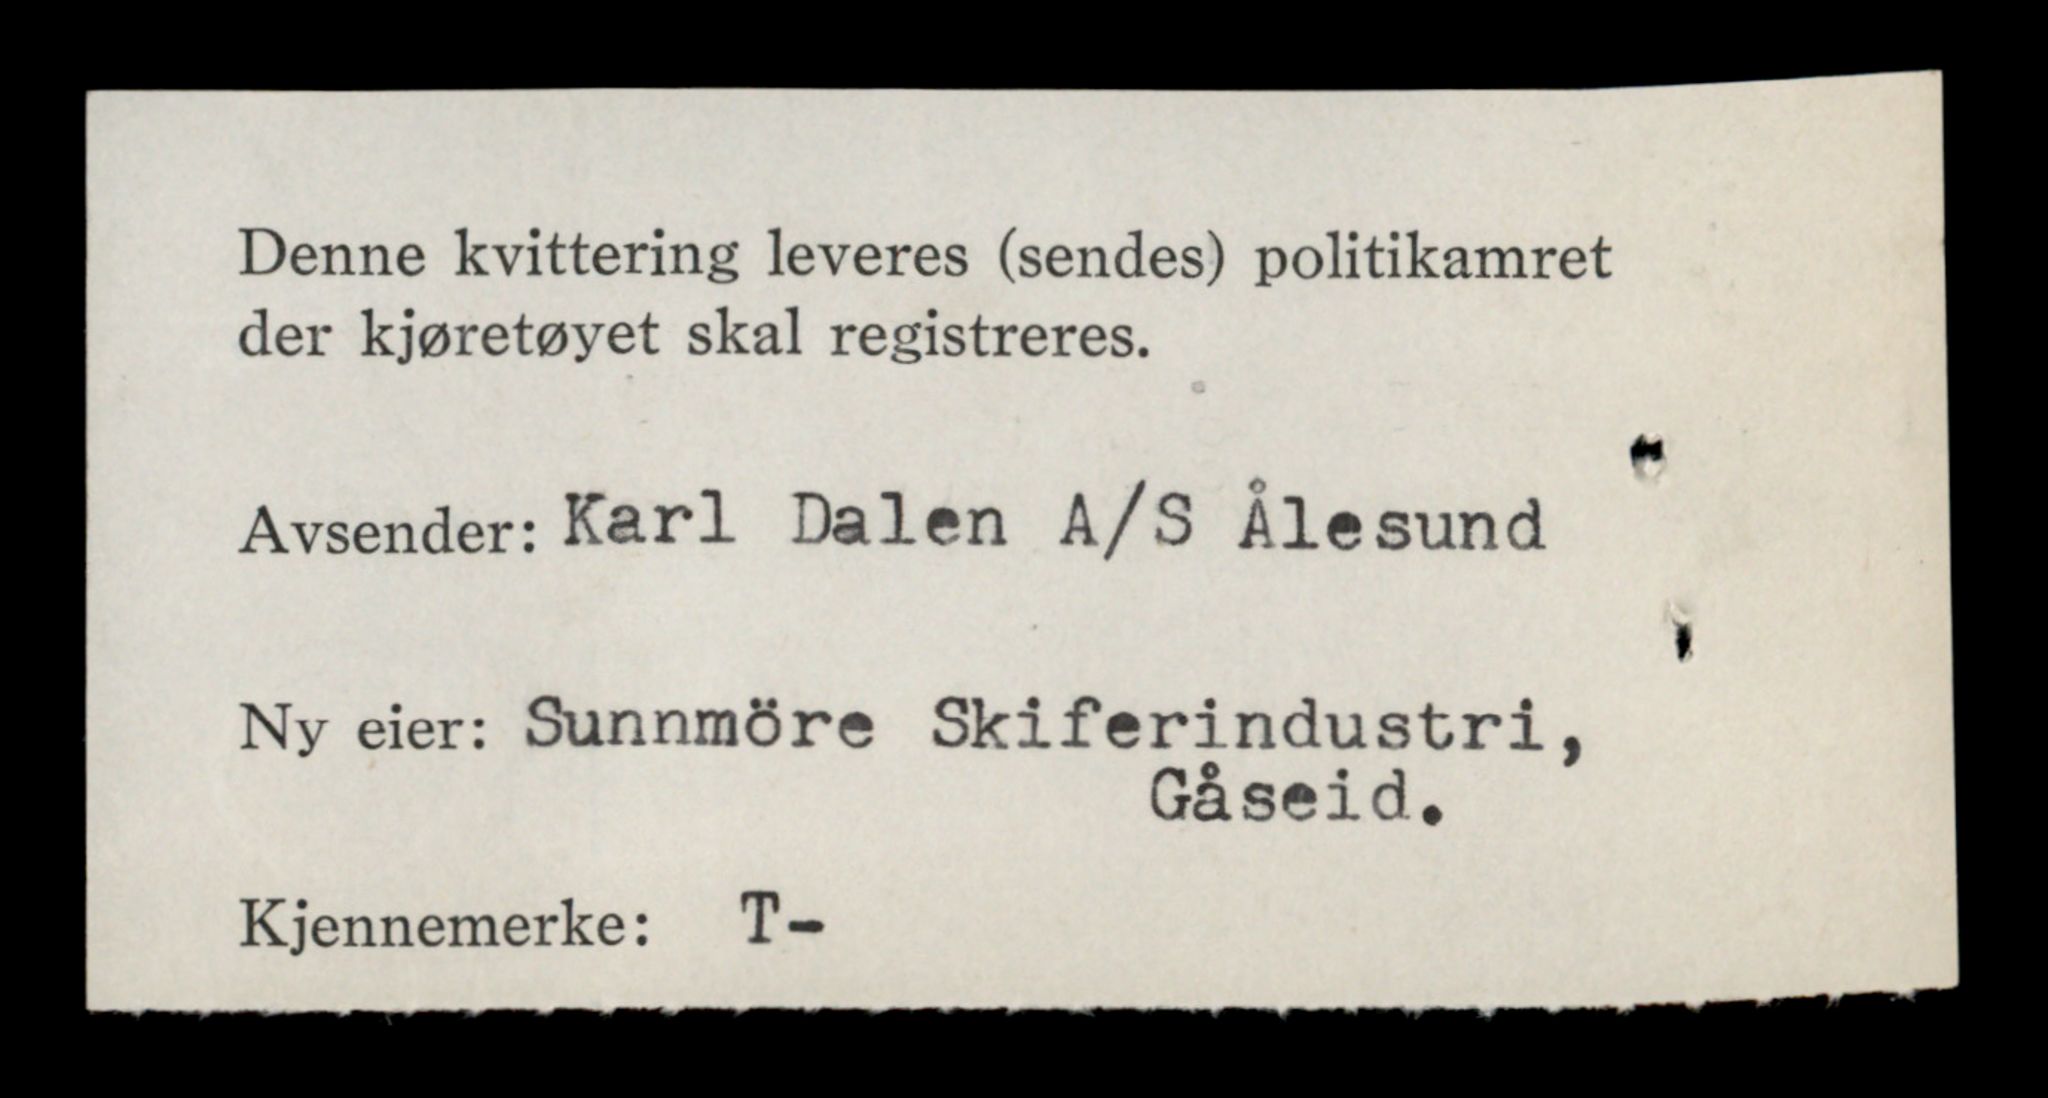 Denne kvittering leveres (sendes) politikamret
der kjøretøyet skal registreres.
Avsender: Karl Dalen A/S Ålesund
Ny eier: Sunnmöre Skiferindustri,
Gåseid.
Kjennemerke: T-